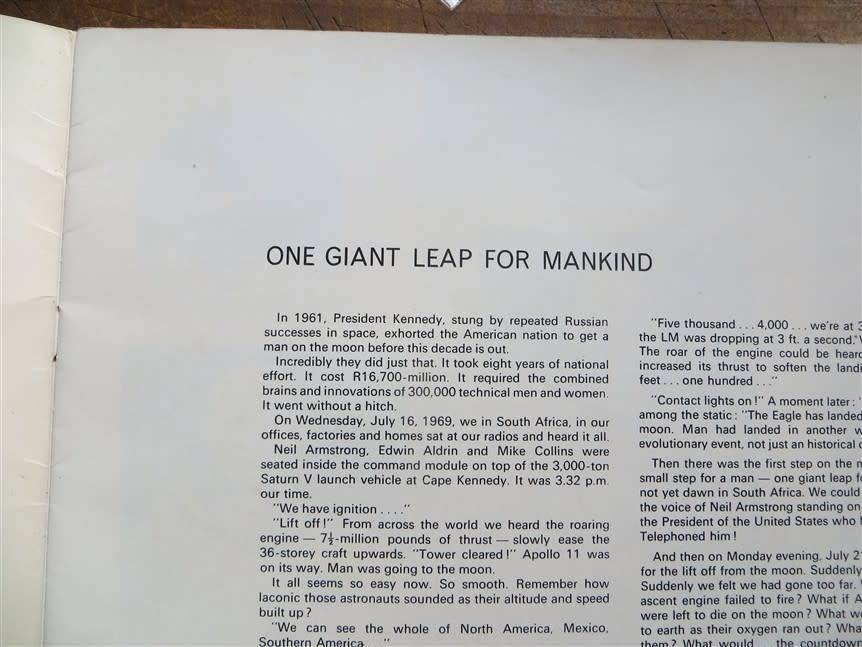 ONE GIANT LEAP FOR MANKIND
In 1961, President Kennedy, stung by repeated Russian
successes in space, exhorted the American nation to get a
man on the moon before this decade is out.
Incredibly they did just that. It took eight years of national
effort. It cost R16,700-million. It required the combined
brains and innovations of 300,000 technical men and women.
It went without a hitch.
On Wednesday, July 16, 1969, we in South Africa, in our
offices, factories and homes sat at our radios and heard it all.
Neil Armstrong, Edwin Aldrin and Mike Collins were
seated inside the command module on top of the 3,000-ton
Saturn V launch vehicle at Cape Kennedy. It was 3.32 p.m.
our time.
"We have ignition . . . ."
"Lift off!" From across the world we heard the roaring
engine — 7½-million pounds of thrust — slowly ease the
36-storey craft upwards. "Tower cleared!" Apollo 11 was
on its way. Man was going to the moon.
It all seems so easy now. So smooth. Remember how
laconic those astronauts sounded as their altitude and speed
built up?
"We can see the whole of North America, Mexico,
Southern America. . ."
"Five thousand . . . 4,000 . . . we're at 3
the LM was dropping at 3 ft. a second."
The roar of the engine could be heard
increased its thrust to soften the landi
feet . . . one hundred . . ."
"Contact lights on!" A moment later: "
among the static: "The Eagle has landed
moon. Man had landed in another w
evolutionary event, not just an historical
Then there was the first step on the m
small step for a man — one giant leap f
not yet dawn in South Africa. We could
the voice of Neil Armstrong standing on
the President of the United States who
Telephoned him!
And then on Monday evening, July 2
for the lift off from the moon. Suddenly
Suddenly we felt we had gone too far.
ascent engine failed to fire? What if A
were left to die on the moon? What w
to earth as their oxygen ran out? Wha
them? What would the countdown